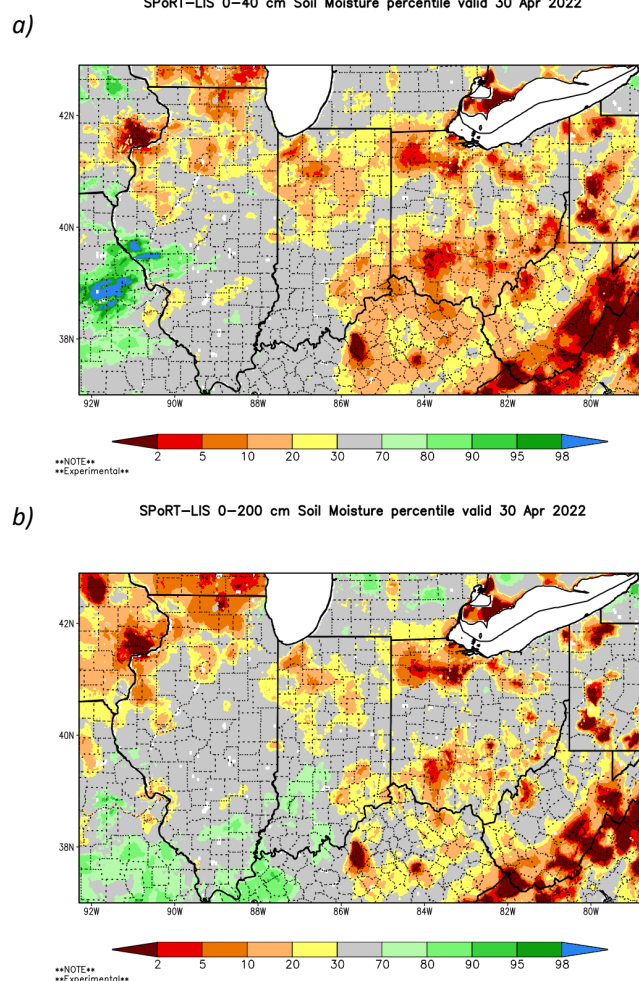 SPoRT-LIS 0-40 cm Soil Moisture percentile valid 30 Apr 2022
a)
42N
40N
38N
92W 90W 88W 86W 84W 82W 80W
2 5 10 20 30 70 80 90 95 98
**NOTE**
**Experimental**
b)
SPoRT-LIS 0-200 cm Soil Moisture percentile valid 30 Apr 2022
42N
40N
38N
92W 90W 88W 86W 84W 82W 80W
2 5 10 20 30 70 80 90 95 98
**NOTE**
**Experimental**